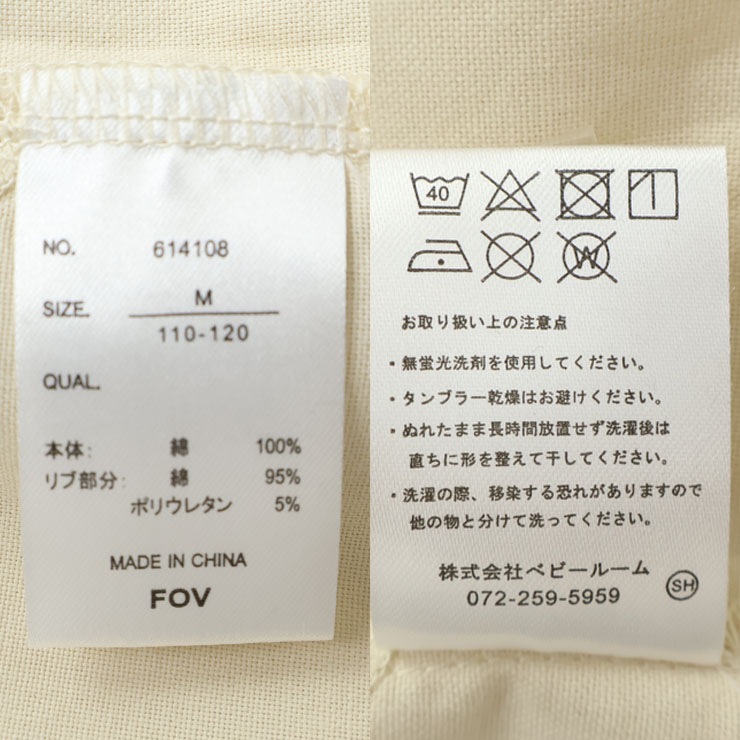 NO. 614108
SIZE. M
110-120
QUAL.
本体: 綿 100%
リブ部分: 綿 95%
ポリウレタン 5%
MADE IN CHINA
FOV
40
W
お取り扱い上の注意点
・無蛍光洗剤を使用してください。
・タンブラー乾燥はお避けください。
・ぬれたまま長時間放置せず洗濯後は
直ちに形を整えて干してください。
・洗濯の際、移染する恐れがありますので
他の物と分けて洗ってください。
株式会社ベビールーム
072-259-5959
SH